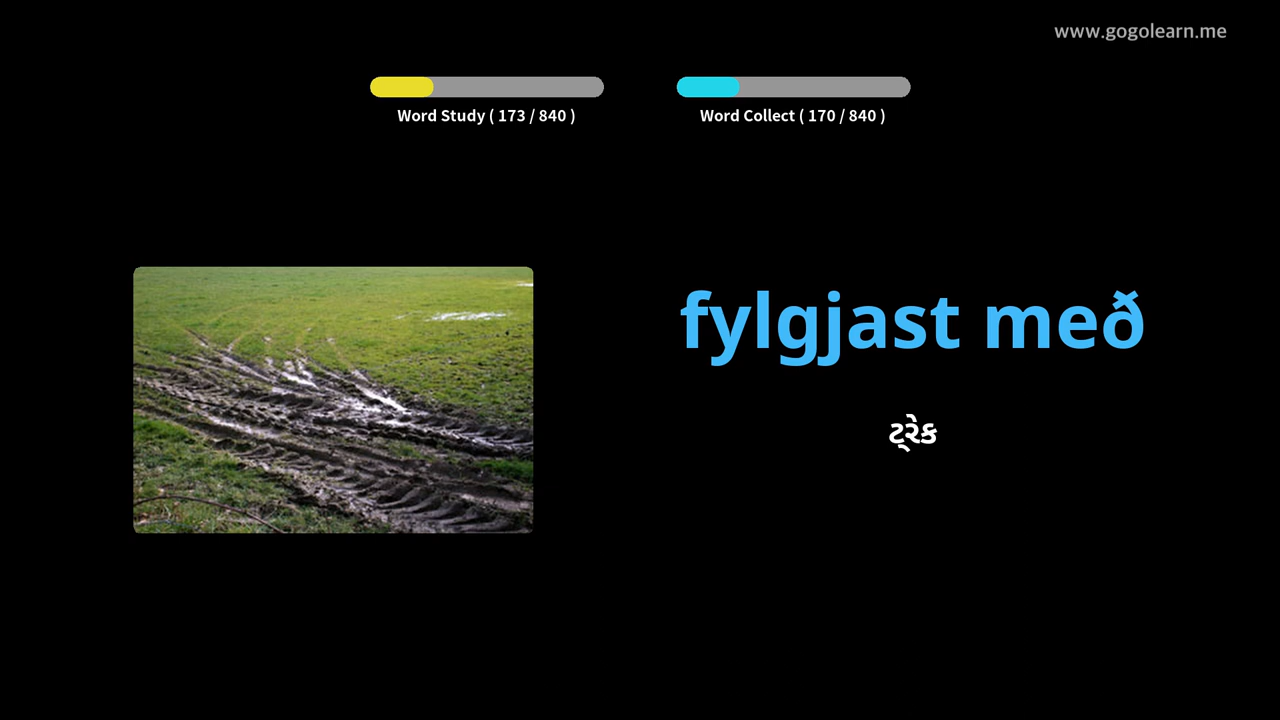 www.gogolearn.me
Word Study ( 173 / 840 )
Word Collect ( 170 / 840 )
fylgjast með
ટ્રેક